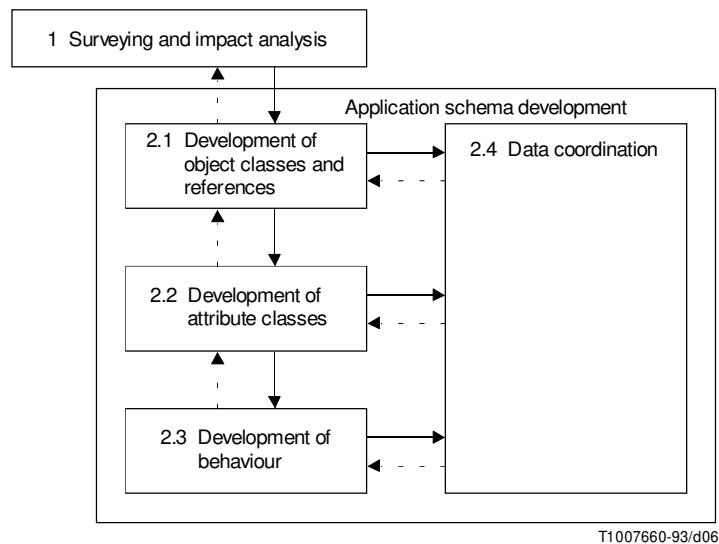 1 Surveying and impact analysis
Application schema development
2.1 Development of
object classes and
references
2.4 Data coordination
2.2 Development of
attribute classes
2.3 Development of
behaviour
T1007660-93/d06